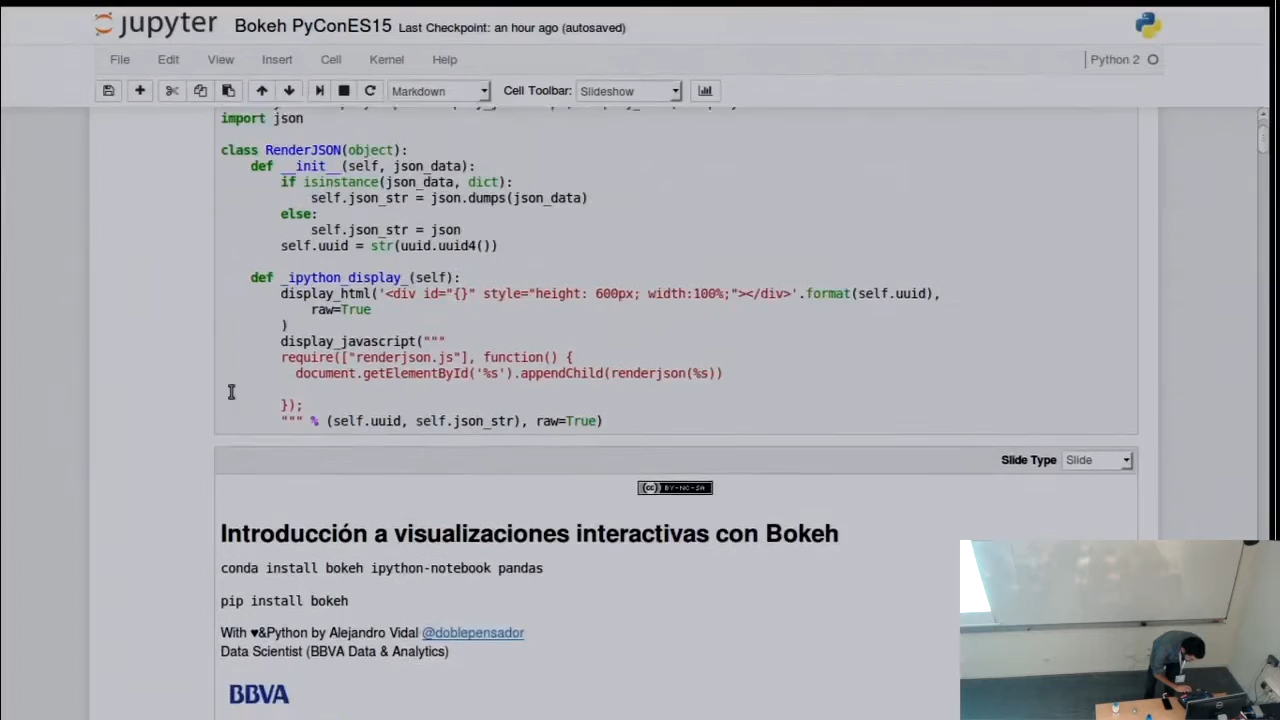 jupyter Bokeh PyConES15 Last Checkpoint: an hour ago (autosaved)
File Edit View Insert Cell Kernel Help Python 2
Markdown Cell Toolbar: Slideshow
import json
class RenderJSON(object):
def __init__(self, json_data):
if isinstance(json_data, dict):
self.json_str = json.dumps(json_data)
else:
self.json_str = json
self.uuid = str(uuid.uuid4())
def _ipython_display_(self):
display_html('<div id="{}" style="height: 600px; width:100%;"></div>'.format(self.uuid),
raw=True
)
display_javascript("""
require(["renderjson.js"], function() {
document.getElementById('%s').appendChild(renderjson(%s))
});
""" % (self.uuid, self.json_str), raw=True)
Slide Type Slide
(cc) BY-NC-SA
Introducción a visualizaciones interactivas con Bokeh
conda install bokeh ipython-notebook pandas
pip install bokeh
With ♥&Python by Alejandro Vidal @doblepensador
Data Scientist (BBVA Data & Analytics)
BBVA